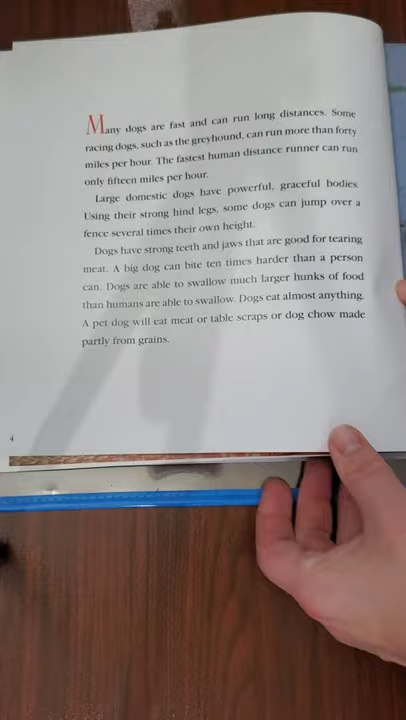 Many dogs are fast and can run long distances. Some
racing dogs, such as the greyhound, can run more than forty
miles per hour. The fastest human distance runner can run
only fifteen miles per hour.
Large domestic dogs have powerful, graceful bodies.
Using their strong hind legs, some dogs can jump over a
fence several times their own height.
Dogs have strong teeth and jaws that are good for tearing
meat. A big dog can bite ten times harder than a person
can. Dogs are able to swallow much larger hunks of food
than humans are able to swallow. Dogs eat almost anything.
A pet dog will eat meat or table scraps or dog chow made
partly from grains.
4